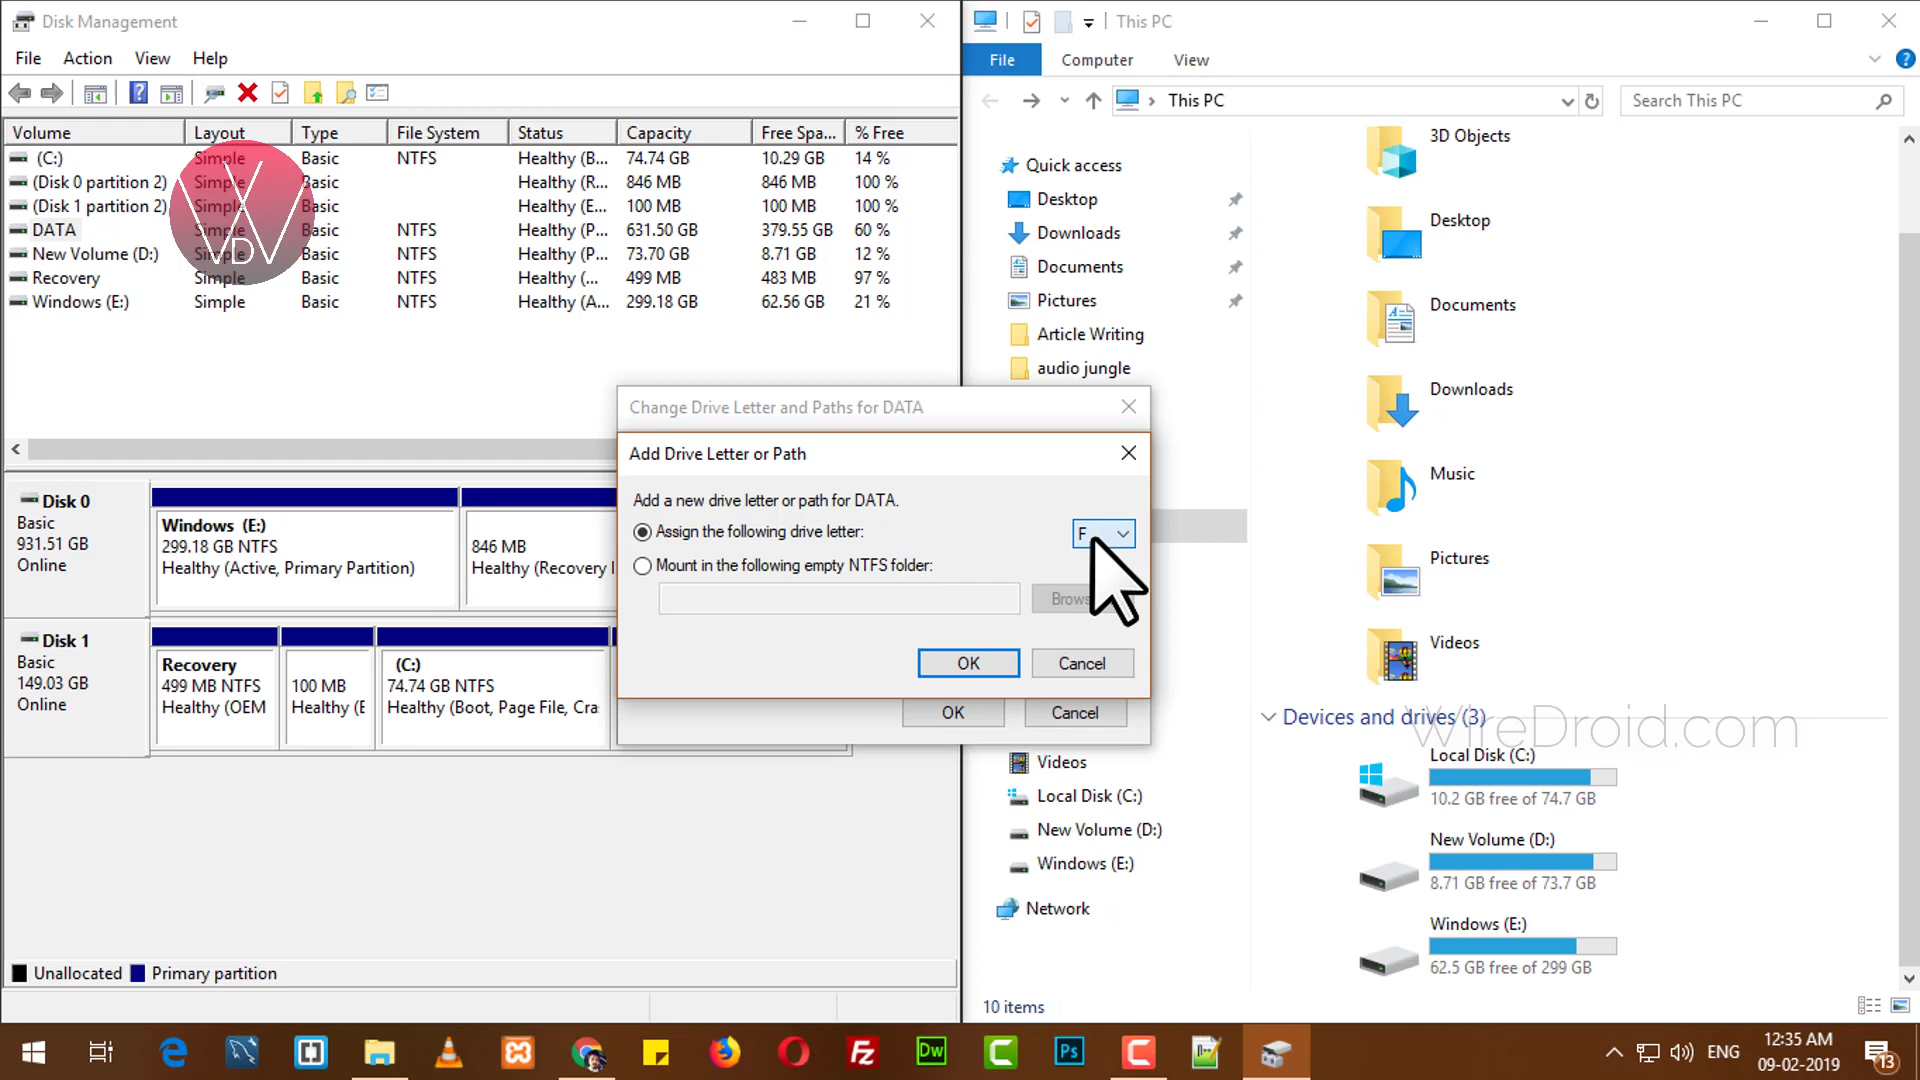 Disk Management
File Action View Help
Volume Layout Type File System Status Capacity Free Spa... % Free
(C:) Simple Basic NTFS Healthy (B... 74.74 GB 10.29 GB 14 %
(Disk 0 partition 2) Simple Basic Healthy (R... 846 MB 846 MB 100 %
(Disk 1 partition 2) Simple Basic Healthy (E... 100 MB 100 MB 100 %
DATA Simple Basic NTFS Healthy (P... 631.50 GB 379.55 GB 60 %
New Volume (D:) Simple Basic NTFS Healthy (P... 73.70 GB 8.71 GB 12 %
Recovery Simple Basic NTFS Healthy (... 499 MB 483 MB 97 %
Windows (E:) Simple Basic NTFS Healthy (A... 299.18 GB 62.56 GB 21 %
Disk 0
Basic
931.51 GB
Online
Windows (E:)
299.18 GB NTFS
Healthy (Active, Primary Partition)
846 MB
Healthy (Recovery
Disk 1
Basic
149.03 GB
Online
Recovery
499 MB NTFS
Healthy (OEM
100 MB
Healthy (E
(C:)
74.74 GB NTFS
Healthy (Boot, Page File, Cra
Unallocated Primary partition
Change Drive Letter and Paths for DATA
Add Drive Letter or Path
Add a new drive letter or path for DATA.
Assign the following drive letter: F
Mount in the following empty NTFS folder:
Brows
OK Cancel
OK Cancel
This PC
File Computer View
This PC
Search This PC
Quick access
Desktop
Downloads
Documents
Pictures
Article Writing
audio jungle
Videos
Local Disk (C:)
New Volume (D:)
Windows (E:)
Network
3D Objects
Desktop
Documents
Downloads
Music
Pictures
Videos
Devices and drives (3)
WireDroid.com
Local Disk (C:)
10.2 GB free of 74.7 GB
New Volume (D:)
8.71 GB free of 73.7 GB
Windows (E:)
62.5 GB free of 299 GB
10 items
ENG
12:35 AM
09-02-2019
13
Dw
Ps
Fz